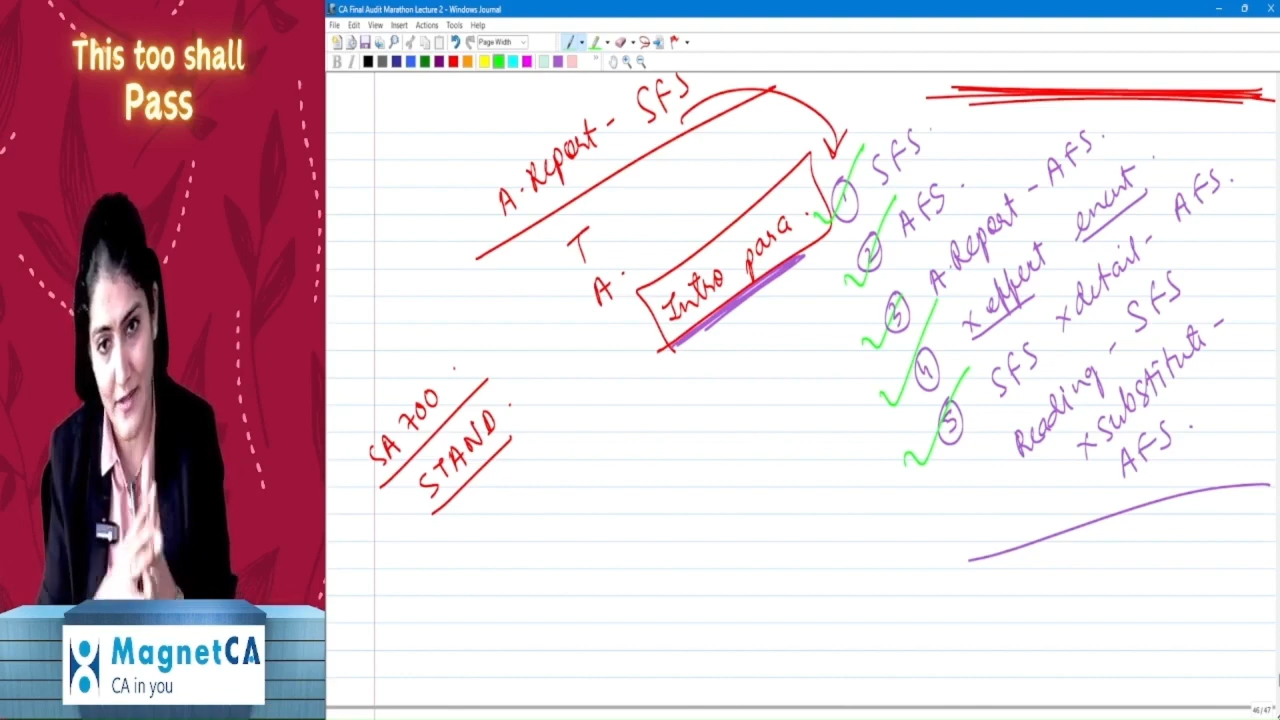 This too shall
Pass
MagnetCA
CA in you
CA Final Audit Marathon Lecture 2 - Windows Journal
File Edit View Insert Actions Tools Help
Page Width
B I
A. Report - SFS
T
A.
Intro para.
SA 700
STAND.
① SFS.
② AFS.
③ A. Report - AFS.
④ x effect event.
⑤ SFS x detail - AFS.
Reading - SFS
x substitute -
AFS.
46/47